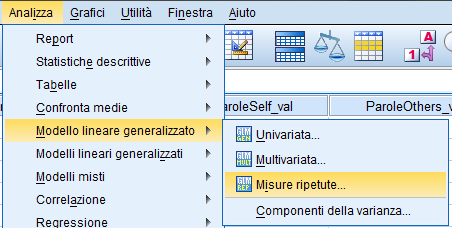 Analizza Grafici Utilità Finestra Aiuto
Report
Statistiche descrittive
Tabelle
Confronta medie
Modello lineare generalizzato
Modelli lineari generalizzati
Modelli misti
Correlazione
Regressione
aroleSelf_val ParoleOthers_v
Univariata...
Multivariata...
Misure ripetute...
Componenti della varianza...